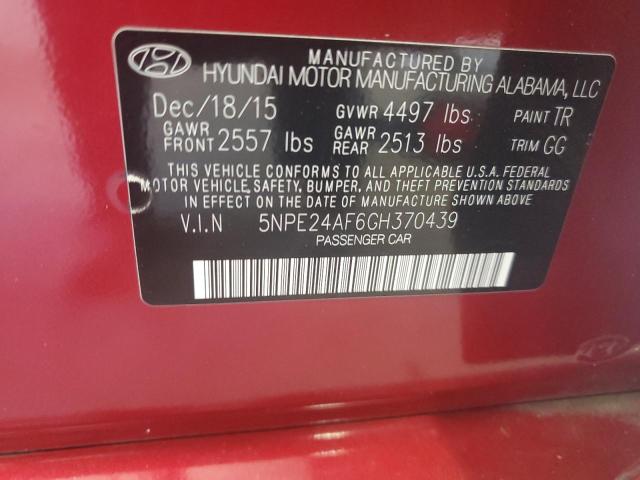 MANUFACTURED BY
HYUNDAI MOTOR MANUFACTURING ALABAMA, LLC
Dec/18/15 GVWR 4497 lbs PAINT TR
GAWR FRONT 2557 lbs GAWR REAR 2513 lbs TRIM GG
THIS VEHICLE CONFORMS TO ALL APPLICABLE U.S.A. FEDERAL
MOTOR VEHICLE SAFETY, BUMPER, AND THEFT PREVENTION STANDARDS
IN EFFECT ON THE DATE OF MANUFACTURE SHOWN ABOVE.
V.I.N 5NPE24AF6GH370439
PASSENGER CAR